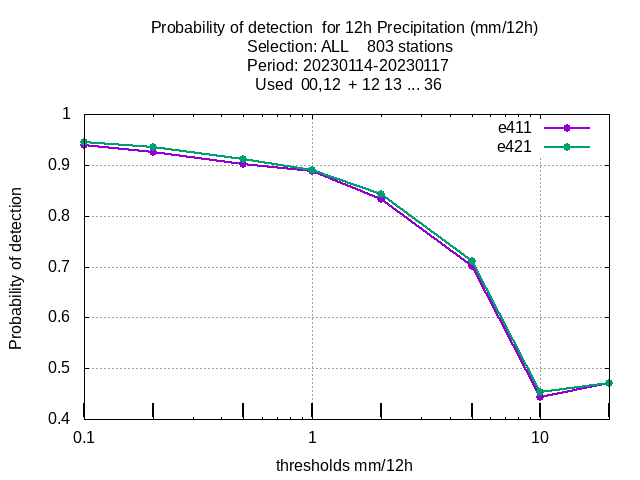 Probability of detection  for 12h Precipitation (mm/12h)
Selection: ALL    803 stations
Period: 20230114-20230117
Used  00,12  + 12 13 ... 36
e411
e421
1
0.9
0.8
0.7
0.6
0.5
0.4
Probability of detection
0.1
1
10
thresholds mm/12h